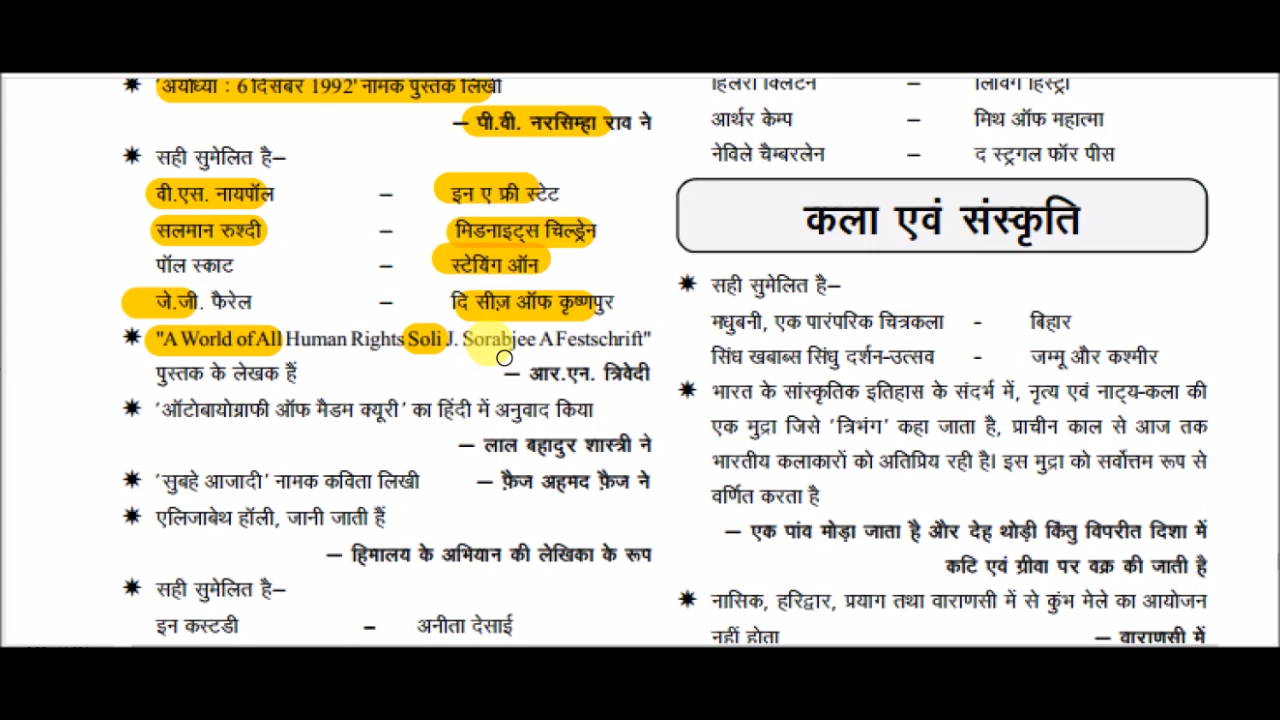 'अयोध्या : 6 दिसंबर 1992' नामक पुस्तक लिखी
– पी.वी. नरसिम्हा राव ने
सही सुमेलित है–
वी.एस. नायपॉल – इन ए फ्री स्टेट
सलमान रुश्दी – मिडनाइट्स चिल्ड्रेन
पॉल स्काट – स्टेयिंग ऑन
जे.जी. फैरेल – दि सीज़ ऑफ कृष्णपुर
"A World of All Human Rights Soli J. Sorabjee A Festschrift"
पुस्तक के लेखक हैं – आर.एन. त्रिवेदी
'ऑटोबायोग्राफी ऑफ मैडम क्यूरी' का हिंदी में अनुवाद किया
– लाल बहादुर शास्त्री ने
'सुबहे आजादी' नामक कविता लिखी – फ़ैज अहमद फ़ैज ने
एलिजाबेथ हॉली, जानी जाती हैं
– हिमालय के अभियान की लेखिका के रूप
सही सुमेलित है–
इन कस्टडी – अनीता देसाई
हिलेरी क्लिंटन – लिविंग हिस्ट्री
आर्थर केम्प – मिथ ऑफ महात्मा
नेविले चैम्बरलेन – द स्ट्रगल फॉर पीस
कला एवं संस्कृति
सही सुमेलित है–
मधुबनी, एक पारंपरिक चित्रकला - बिहार
सिंध खबाब्स सिंधु दर्शन-उत्सव - जम्मू और कश्मीर
भारत के सांस्कृतिक इतिहास के संदर्भ में, नृत्य एवं नाट्य-कला की
एक मुद्रा जिसे 'त्रिभंग' कहा जाता है, प्राचीन काल से आज तक
भारतीय कलाकारों को अतिप्रिय रही है। इस मुद्रा को सर्वोत्तम रूप से
वर्णित करता है
– एक पांव मोड़ा जाता है और देह थोड़ी किंतु विपरीत दिशा में
कटि एवं ग्रीवा पर वक्र की जाती है
नासिक, हरिद्वार, प्रयाग तथा वाराणसी में से कुंभ मेले का आयोजन
नहीं होता – वाराणसी में